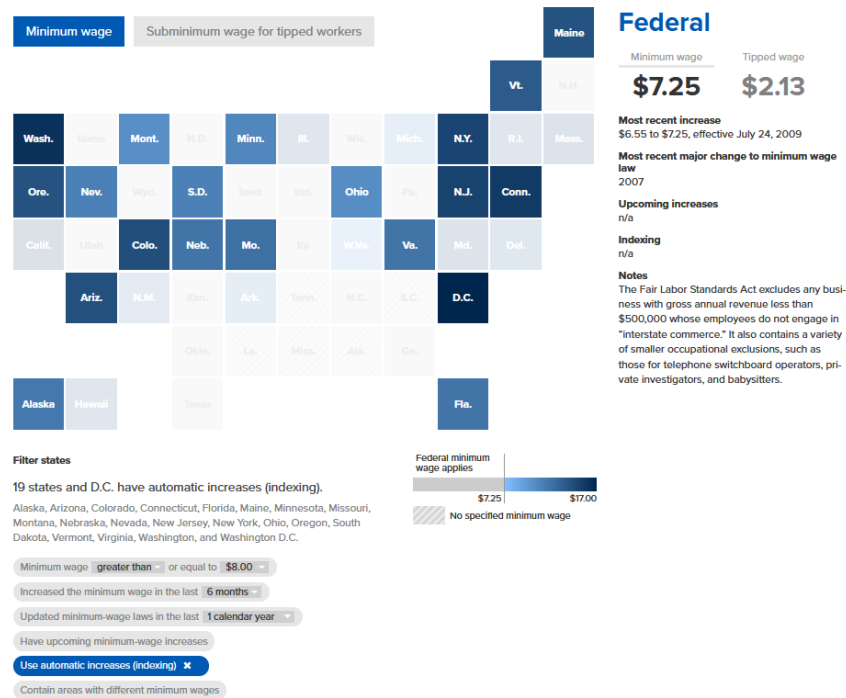 Minimum wage
Subminimum wage for tipped workers
Maine
Vt.
N.H.
Wash.
Idaho
Mont.
N.D.
Minn.
Ill.
Wis.
Mich.
N.Y.
R.I.
Mass.
Ore.
Nev.
Wyo.
S.D.
Iowa
Ind.
Ohio
Pa.
N.J.
Conn.
Calif.
Utah
Colo.
Neb.
Mo.
Ky.
W.Va.
Va.
Md.
Del.
Ariz.
N.M.
Kan.
Ark.
Tenn.
N.C.
S.C.
D.C.
Okla.
La.
Miss.
Ala.
Ga.
Alaska
Hawaii
Texas
Fla.
Filter states
19 states and D.C. have automatic increases (indexing).
Alaska, Arizona, Colorado, Connecticut, Florida, Maine, Minnesota, Missouri,
Montana, Nebraska, Nevada, New Jersey, New York, Ohio, Oregon, South
Dakota, Vermont, Virginia, Washington, and Washington D.C.
Minimum wage greater than or equal to $8.00
Increased the minimum wage in the last 6 months
Updated minimum-wage laws in the last 1 calendar year
Have upcoming minimum-wage increases
Use automatic increases (indexing) ×
Contain areas with different minimum wages
Federal minimum
wage applies
$7.25
$17.00
No specified minimum wage
Federal
Minimum wage
Tipped wage
$7.25
$2.13
Most recent increase
$6.55 to $7.25, effective July 24, 2009
Most recent major change to minimum wage
law
2007
Upcoming increases
n/a
Indexing
n/a
Notes
The Fair Labor Standards Act excludes any busi-
ness with gross annual revenue less than
$500,000 whose employees do not engage in
"interstate commerce." It also contains a variety
of smaller occupational exclusions, such as
those for telephone switchboard operators, pri-
vate investigators, and babysitters.